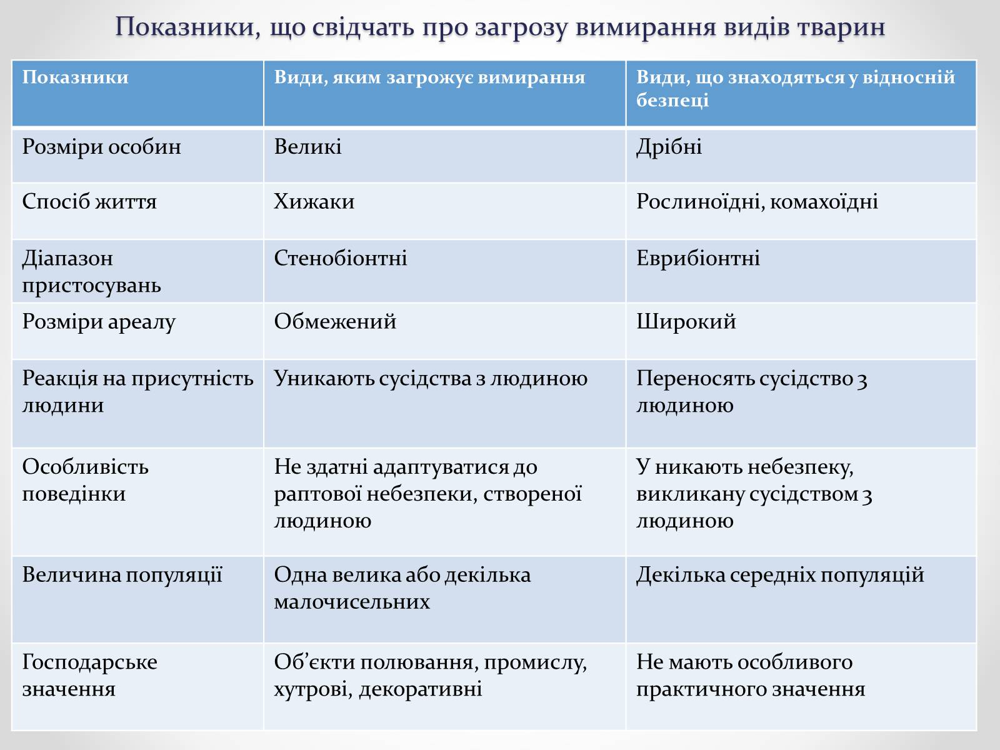 Показники, що свідчать про загрозу вимирання видів тварин
Показники
Види, яким загрожує вимирання
Види, що знаходяться у відносній
безпеці
Розміри особин
Великі
Дрібні
Спосіб життя
Хижаки
Рослиноїдні, комахоїдні
Діапазон
пристосувань
Стенобіонтні
Еврибіонтні
Розміри ареалу
Обмежений
Широкий
Реакція на присутність
людини
Уникають сусідства з людиною
Переносять сусідство 3
людиною
Особливість
поведінки
Не здатні адаптуватися до
раптової небезпеки, створеної
людиною
У никають небезпеку,
викликану сусідством 3
людиною
Величина популяції
Одна велика або декілька
малочисельних
Декілька середніх популяцій
Господарське
значення
Об’єкти полювання, промислу,
хутрові, декоративні
Не мають особливого
практичного значення